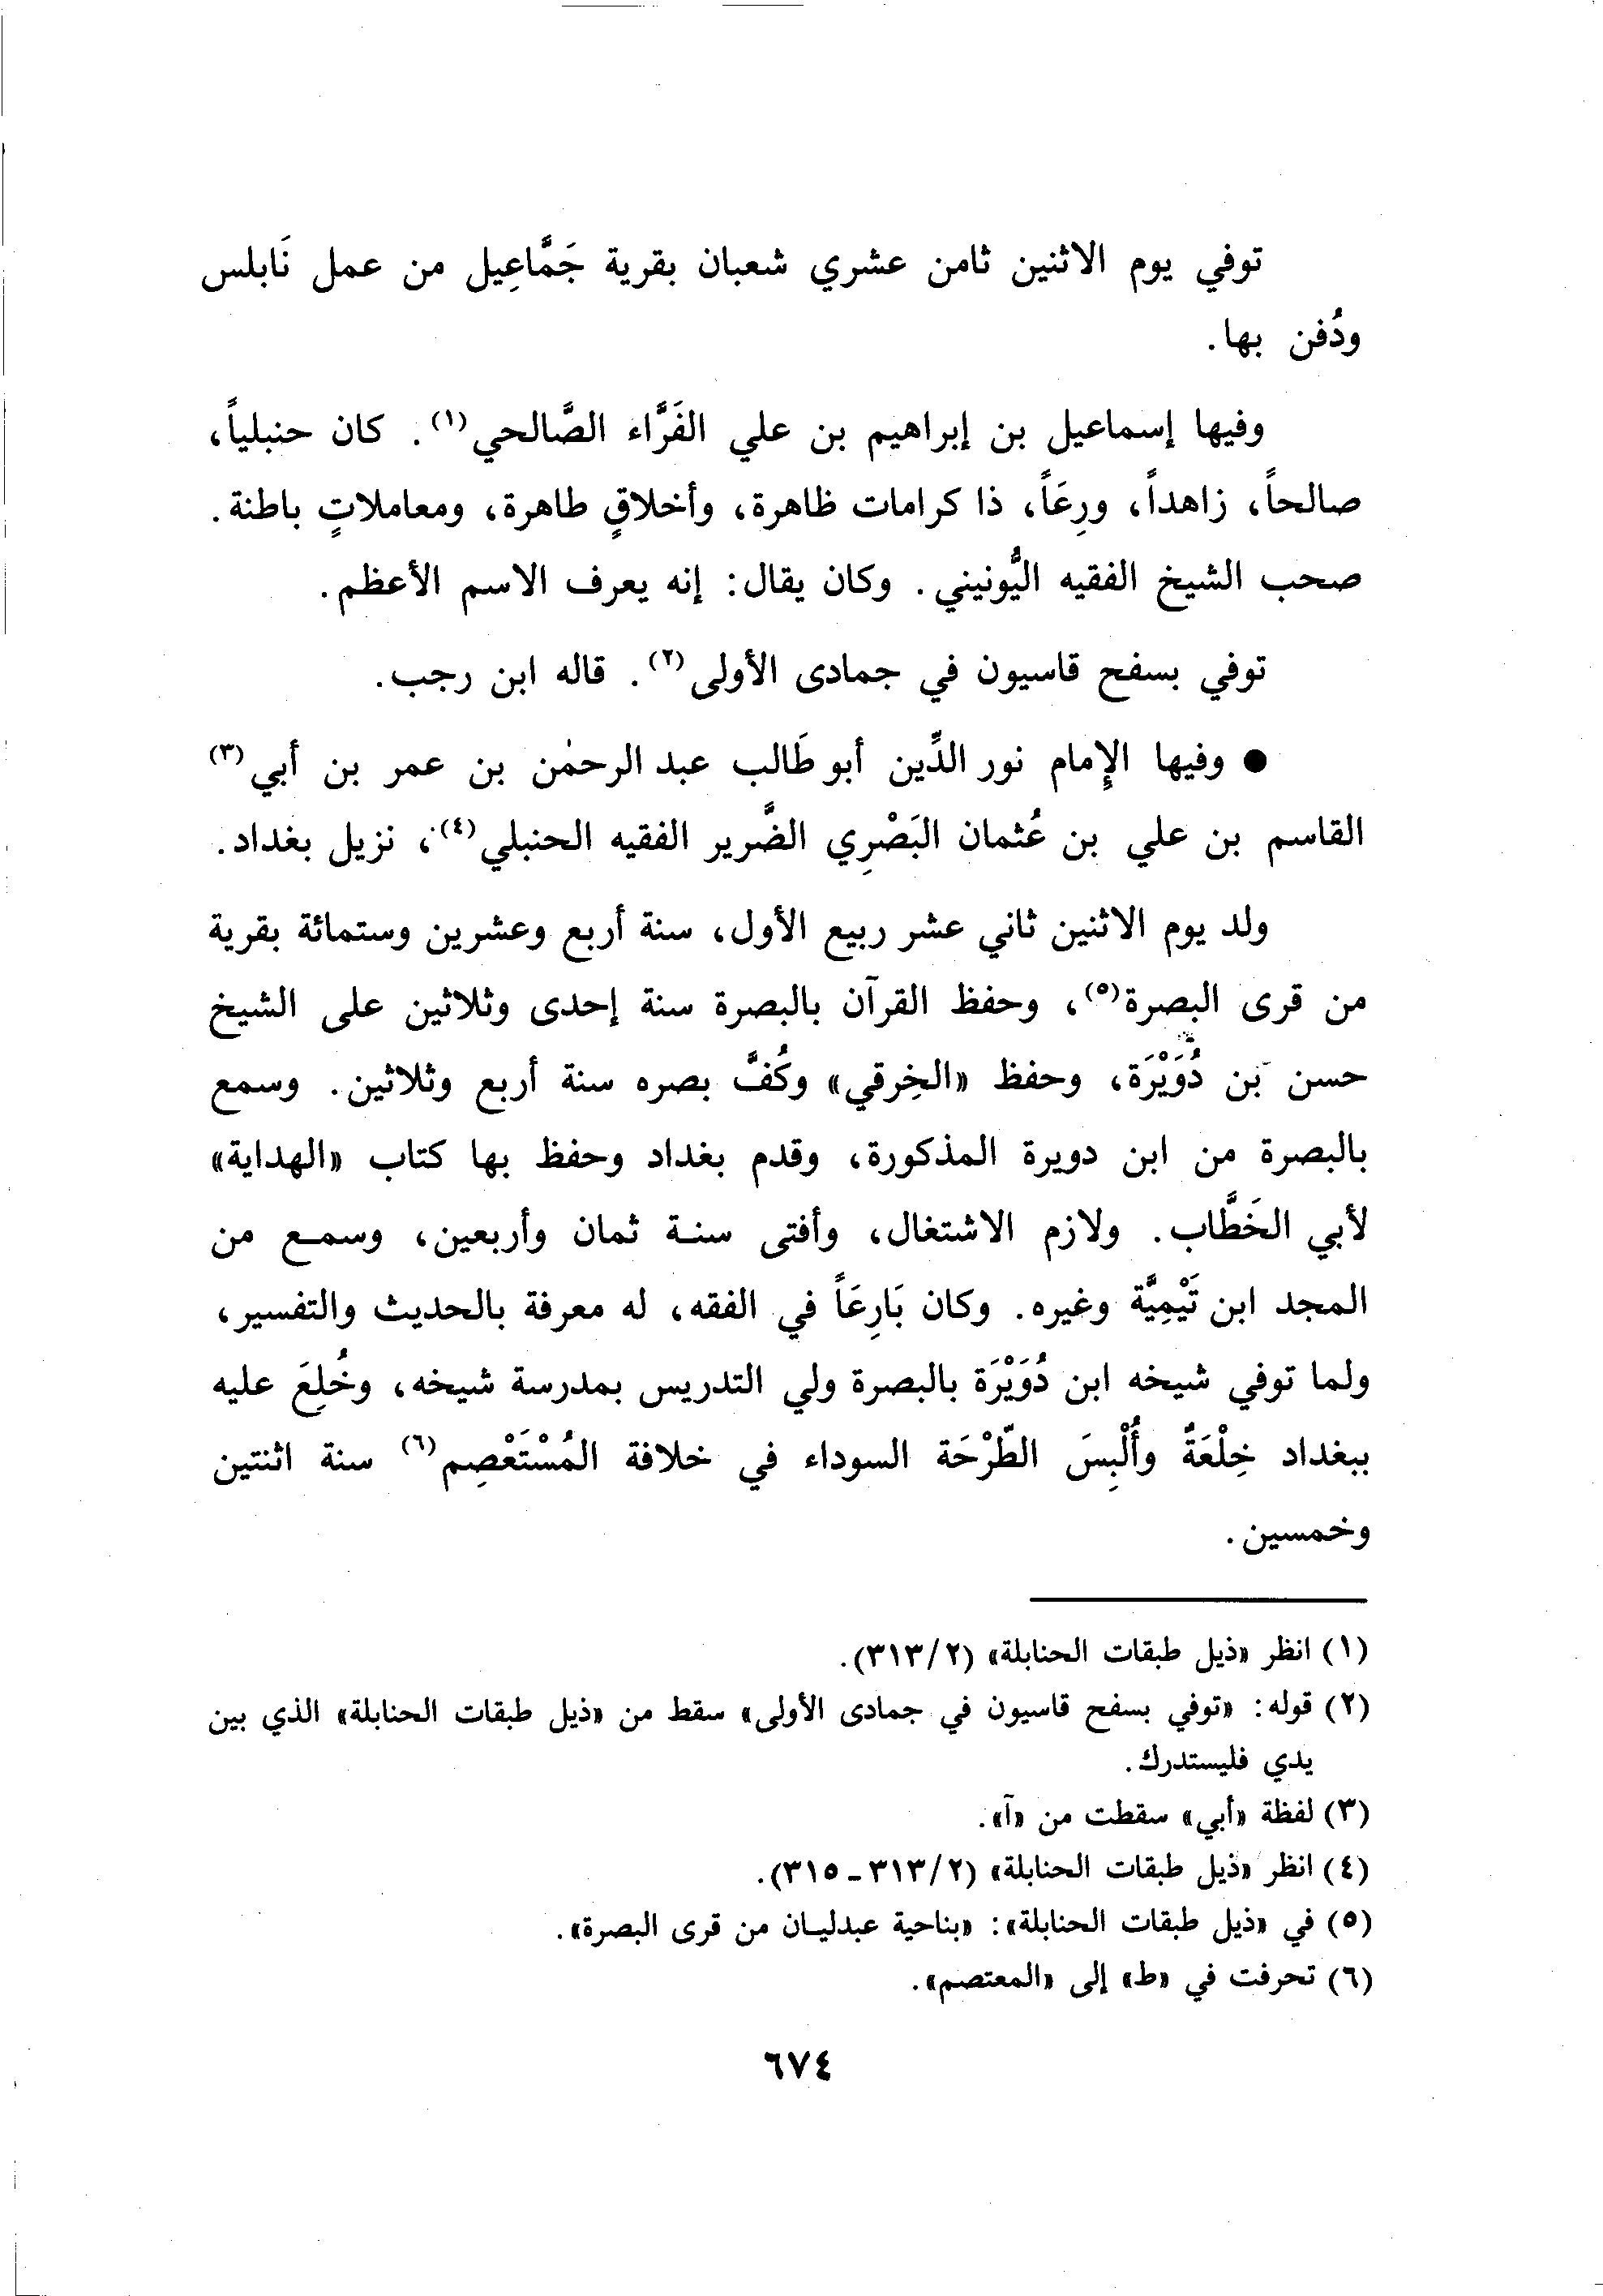 توفي يوم الاثنين ثامن عشري شعبان بقرية جَمَّاعِيل من عمل نَابلس
ودُفن بها.
وفيها إسماعيل بن إبراهيم بن علي الفَرَّاء الصَّالحي(١). كان حنبلياً،
صالحاً، زاهداً، ورِعَاً، ذا كرامات ظاهرة، وأخلاقٍ طاهرة، ومعاملاتٍ باطنة.
صحب الشيخ الفقيه اليُّونيني. وكان يقال: إنه يعرف الاسم الأعظم.
توفي بسفح قاسيون في جمادى الأولى(٢). قاله ابن رجب.
● وفيها الإمام نور الدِّين أبو طَالب عبد الرحمٰن بن عمر بن أبي(٣)
القاسم بن علي بن عُثمان البَصْرِي الضَّرير الفقيه الحنبلي(٤)، نزيل بغداد.
ولد يوم الاثنين ثاني عشر ربيع الأول، سنة أربع وعشرين وستمائة بقرية
من قرى البصرة(٥)، وحفظ القرآن بالبصرة سنة إحدى وثلاثين على الشيخ
حسن بن دُوَيْرَة، وحفظ «الخِرقي» وكُفَّ بصره سنة أربع وثلاثين. وسمع
بالبصرة من ابن دويرة المذكورة، وقدم بغداد وحفظ بها كتاب «الهداية»
لأبي الخَطَّاب. ولازم الاشتغال، وأفتى سنة ثمان وأربعين، وسمع من
المجد ابن تَيْمِيَّة وغيره. وكان بَارِعَاً في الفقه، له معرفة بالحديث والتفسير،
ولما توفي شيخه ابن دُوَيْرَة بالبصرة ولي التدريس بمدرسة شيخه، وخُلِعَ عليه
ببغداد خِلْعَةٌ وأُلْبِسَ الطَّرْحَة السوداء في خلافة المُسْتَعْصِم(٦) سنة اثنتين
وخمسين.
(١) انظر «ذيل طبقات الحنابلة» (٣١٣/٢).
(٢) قوله: «توفي بسفح قاسيون في جمادى الأولى» سقط من «ذيل طبقات الحنابلة» الذي بين
يدي فليستدرك.
(٣) لفظة «أبي» سقطت من «آ».
(٤) انظر «ذيل طبقات الحنابلة» (٣١٣/٢ - ٣١٥).
(٥) في «ذيل طبقات الحنابلة»: «بناحية عبدليان من قرى البصرة».
(٦) تحرفت في «ط» إلى «المعتصم».
٦٧٤